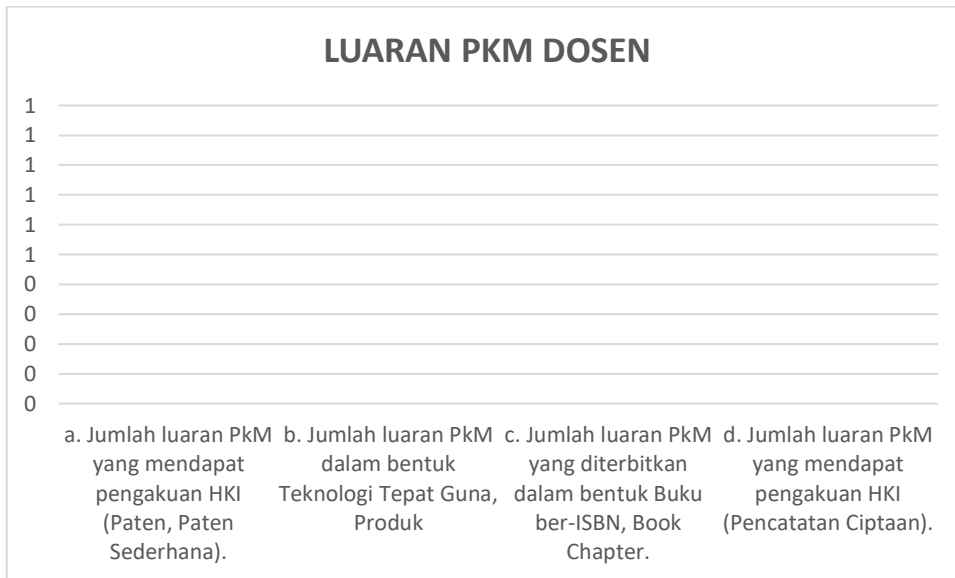 LUARAN PKM DOSEN
1
1
1
1
1
1
0
0
0
0
0
a. Jumlah luaran PkM
yang mendapat
pengakuan HKI
(Paten, Paten
Sederhana).
b. Jumlah luaran PkM
dalam bentuk
Teknologi Tepat Guna,
Produk
c. Jumlah luaran PkM
yang diterbitkan
dalam bentuk Buku
ber-ISBN, Book
Chapter.
d. Jumlah luaran PkM
yang mendapat
pengakuan HKI
(Pencatatan Ciptaan).